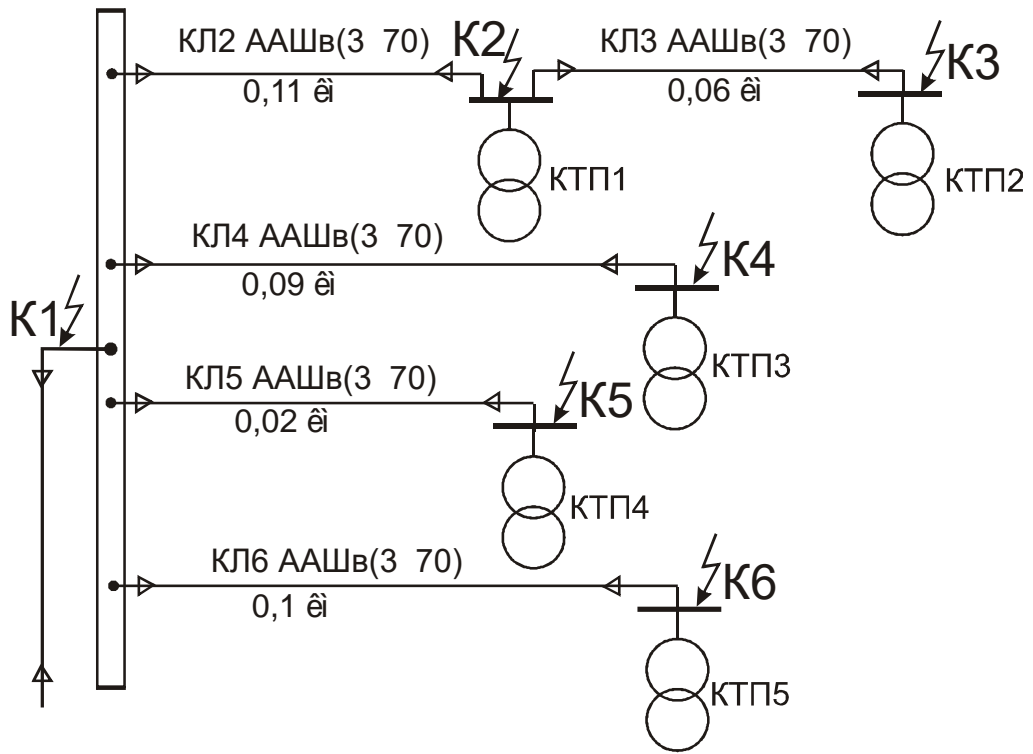 КЛ2 ААШв(3 70)
0,11 êì
К2
КЛ3 ААШв(3 70)
0,06 êì
К3
КТП1
КТП2
КЛ4 ААШв(3 70)
0,09 êì
К4
К1
КТП3
КЛ5 ААШв(3 70)
0,02 êì
К5
КТП4
КЛ6 ААШв(3 70)
0,1 êì
К6
КТП5